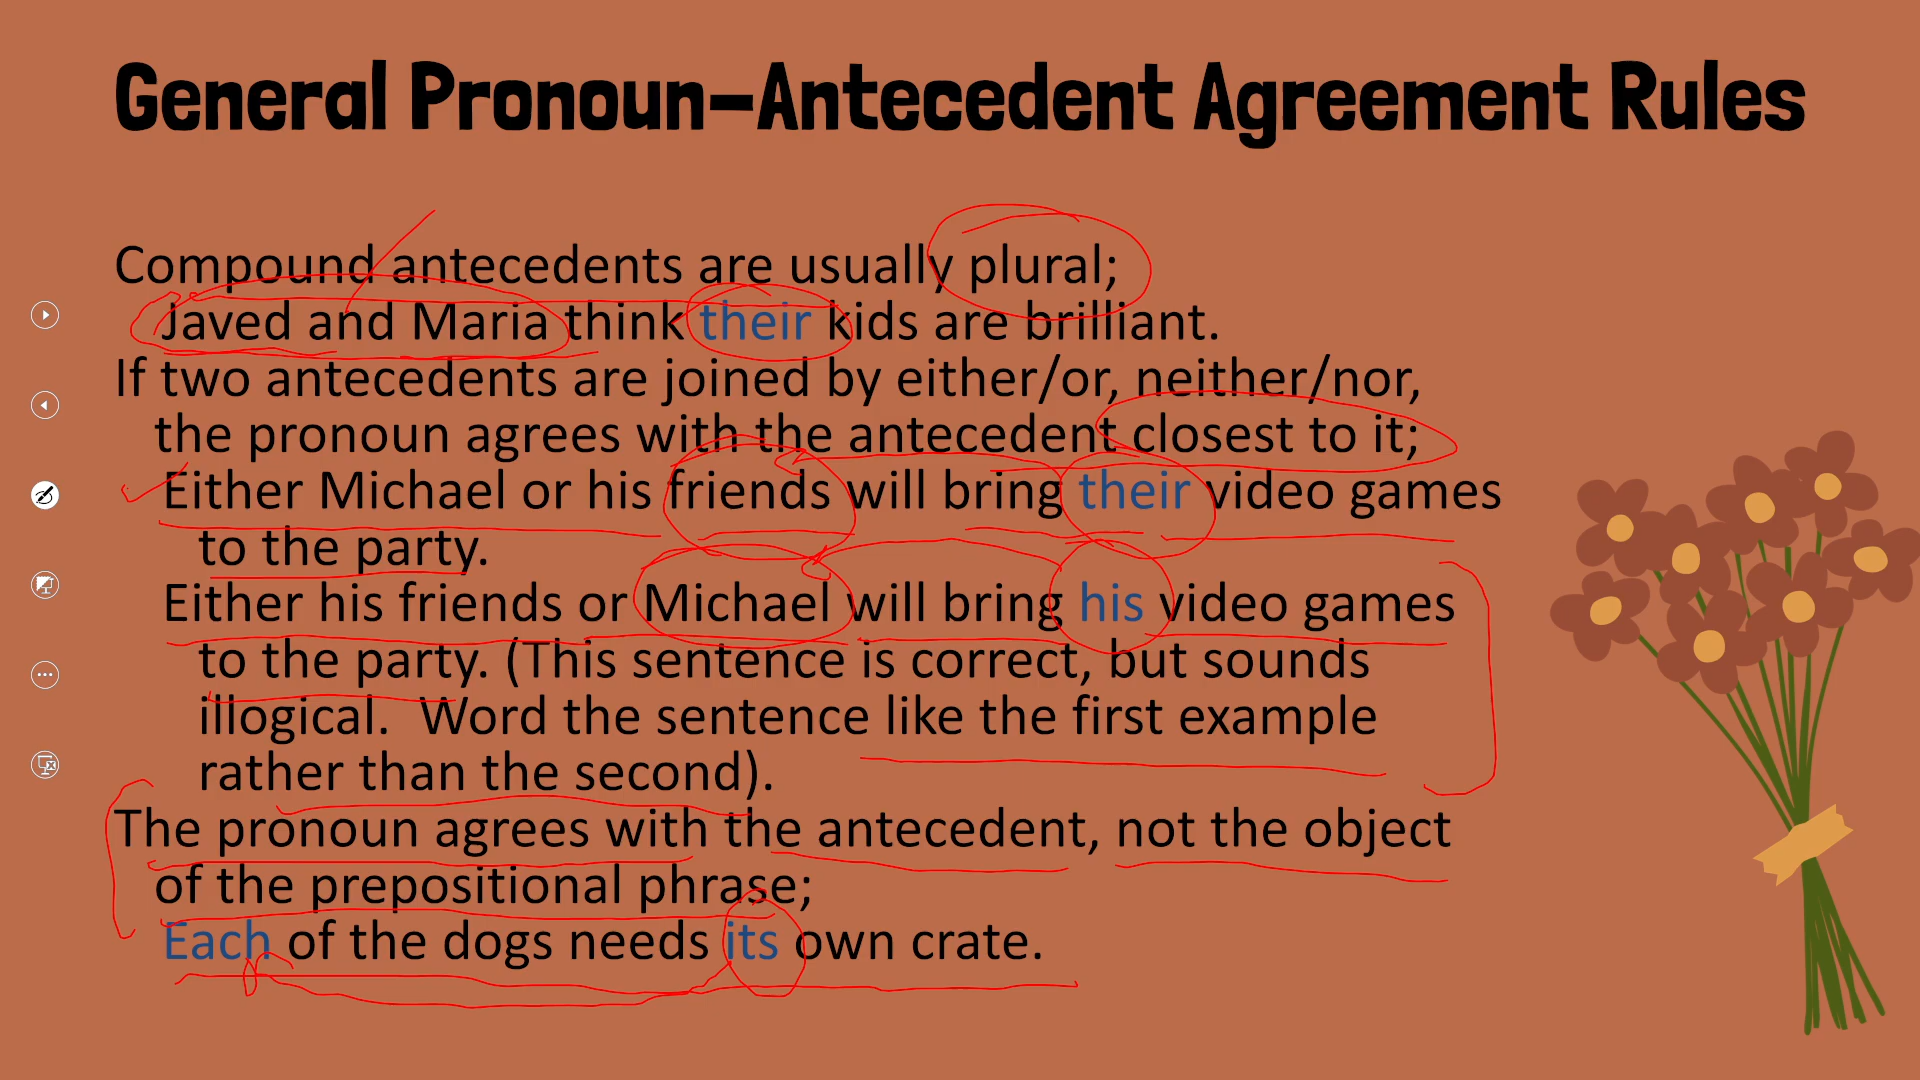 General Pronoun-Antecedent Agreement Rules
Compound antecedents are usually plural;
Javed and Maria think their kids are brilliant.
If two antecedents are joined by either/or, neither/nor,
the pronoun agrees with the antecedent closest to it;
Either Michael or his friends will bring their video games
to the party.
Either his friends or Michael will bring his video games
to the party. (This sentence is correct, but sounds
illogical.  Word the sentence like the first example
rather than the second).
The pronoun agrees with the antecedent, not the object
of the prepositional phrase;
Each of the dogs needs its own crate.